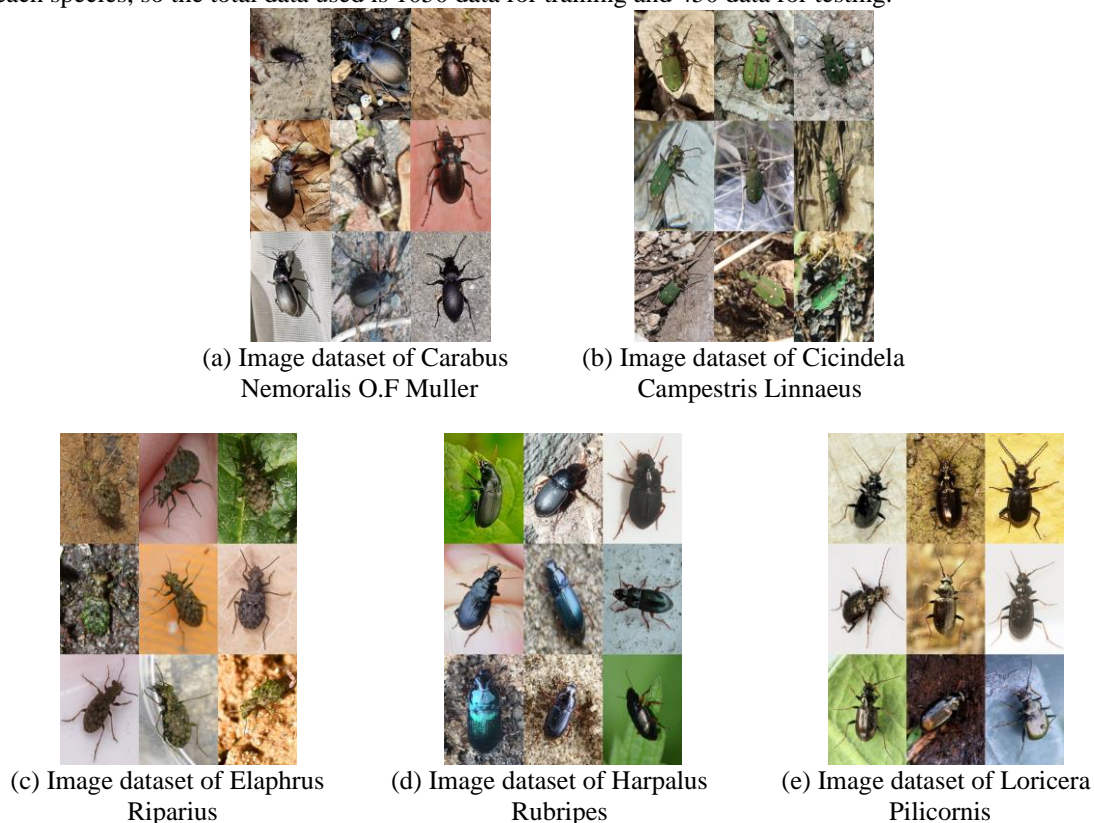 each species, so the total data used is 1050 data for training and 450 data for testing.
(a) Image dataset of Carabus
Nemoralis O.F Muller
(b) Image dataset of Cicindela
Campestris Linnaeus
(c) Image dataset of Elaphrus
Riparius
(d) Image dataset of Harpalus
Rubripes
(e) Image dataset of Loricera
Pilicornis